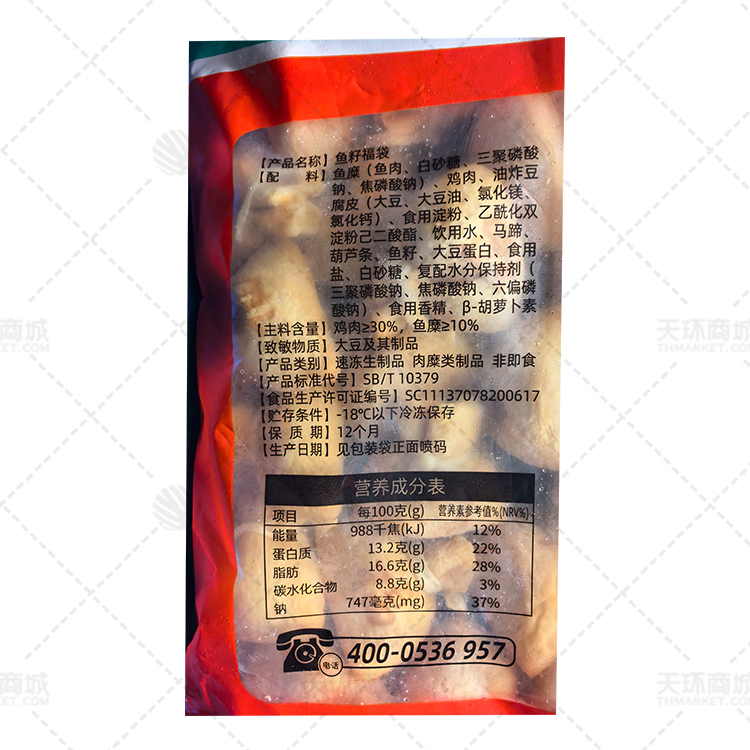 【产品名称】鱼籽福袋
【配 料】鱼糜（鱼肉、白砂糖、三聚磷酸
钠、焦磷酸钠）、鸡肉、油炸豆
腐皮（大豆、大豆油、氯化镁、
氯化钙）、食用淀粉、乙酰化双
淀粉己二酸酯、饮用水、马蹄、
葫芦条、鱼籽、大豆蛋白、食用
盐、白砂糖、复配水分保持剂（
三聚磷酸钠、焦磷酸钠、六偏磷
酸钠）、食用香精、β-胡萝卜素
【主料含量】鸡肉≥30%，鱼糜≥10%
【致敏物质】大豆及其制品
【产品类别】速冻生制品 肉糜类制品 非即食
【产品标准代号】SB/T 10379
【食品生产许可证编号】SC11137078200617
【贮存条件】-18℃以下冷冻保存
【保 质 期】12个月
【生产日期】见包装袋正面喷码
营养成分表
项目 每100克(g) 营养素参考值%(NRV%)
能量 988千焦(kJ) 12%
蛋白质 13.2克(g) 22%
脂肪 16.6克(g) 28%
碳水化合物 8.8克(g) 3%
钠 747毫克(mg) 37%
电话 400-0536 957
天环商城
THMARKET.COM
天环商城
THMARKET.COM
天环商城
THMARKET.COM
天环商城
THMARKET.COM